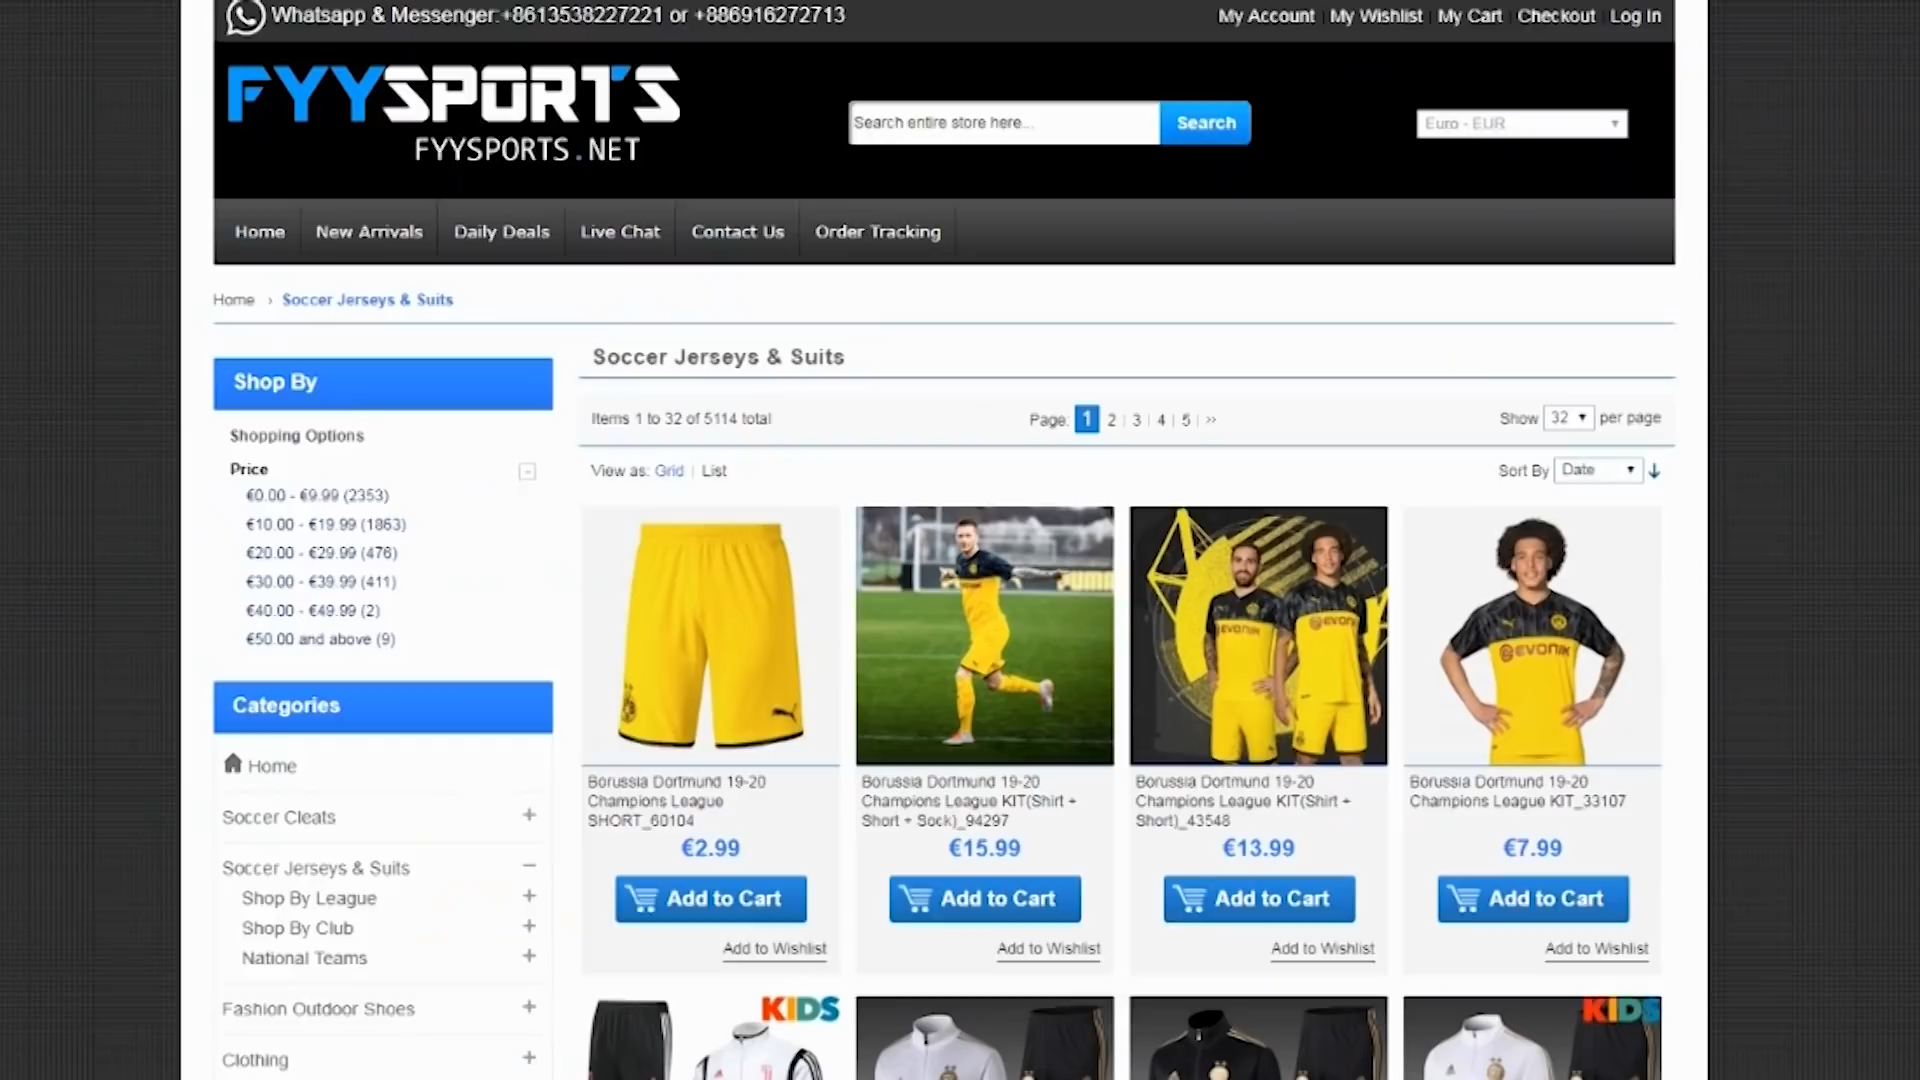 Whatsapp & Messenger:+8613538227221 or +886916272713
My Account My Wishlist My Cart Checkout Log In
FYYSPORTS
FYYSPORTS.NET
Search entire store here...
Search
Euro - EUR
Home New Arrivals Daily Deals Live Chat Contact Us Order Tracking
Home › Soccer Jerseys & Suits
Shop By
Shopping Options
Price
€0.00 - €9.99 (2353)
€10.00 - €19.99 (1863)
€20.00 - €29.99 (476)
€30.00 - €39.99 (411)
€40.00 - €49.99 (2)
€50.00 and above (9)
Categories
Home
Soccer Cleats +
Soccer Jerseys & Suits −
Shop By League +
Shop By Club +
National Teams +
Fashion Outdoor Shoes +
Clothing +
Soccer Jerseys & Suits
Items 1 to 32 of 5114 total
Page: 1 2 | 3 | 4 | 5 | >>
Show 32 per page
View as: Grid | List
Sort By Date
PUMA
EVONIK
EVONIK
EVONIK
Borussia Dortmund 19-20
Champions League
SHORT_60104
€2.99
Add to Cart
Add to Wishlist
Borussia Dortmund 19-20
Champions League KIT(Shirt +
Short + Sock)_94297
€15.99
Add to Cart
Add to Wishlist
Borussia Dortmund 19-20
Champions League KIT(Shirt +
Short)_43548
€13.99
Add to Cart
Add to Wishlist
Borussia Dortmund 19-20
Champions League KIT_33107
€7.99
Add to Cart
Add to Wishlist
KIDS
KIDS